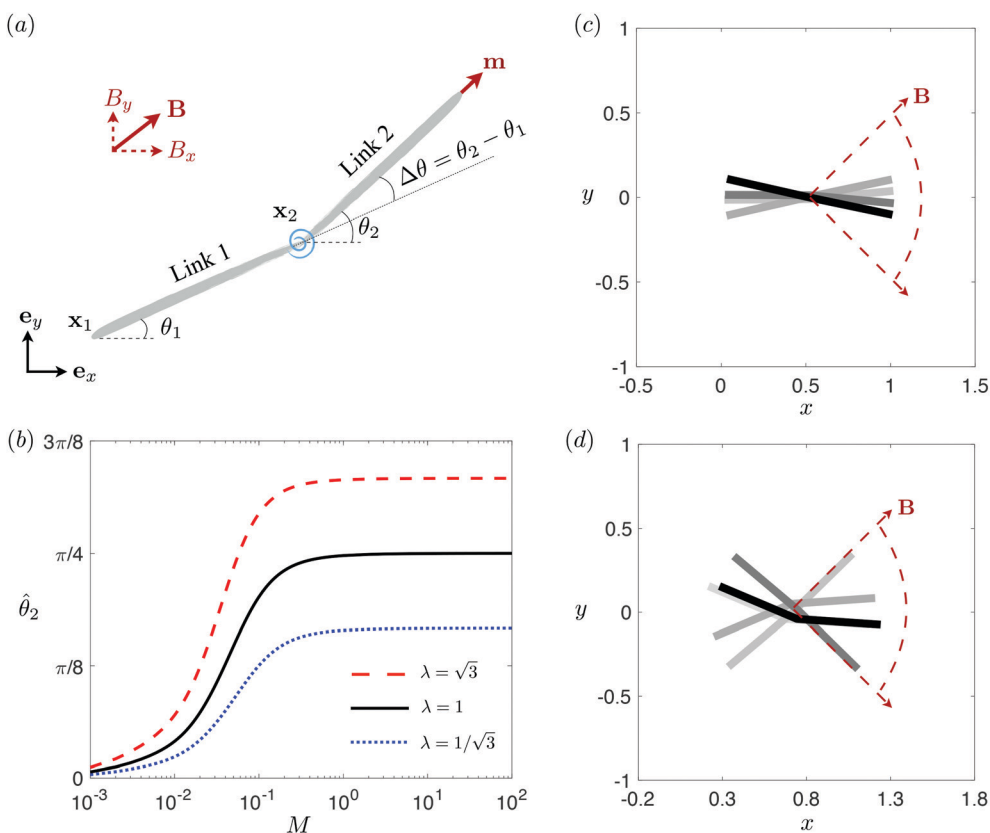 (a)
m
B_y
B
B_x
Link 2
Δθ = θ_2 − θ_1
x_2
θ_2
Link 1
x_1
θ_1
e_y
e_x
(b)
3π/8
π/4
π/8
0
θ̂_2
λ = √3
λ = 1
λ = 1/√3
10^-3
10^-2
10^-1
10^0
10^1
10^2
M
(c)
1
0.5
0
-0.5
-1
y
B
-0.5
0
0.5
1
1.5
x
(d)
1
0.5
0
-0.5
-1
y
B
-0.2
0.3
0.8
1.3
1.8
x